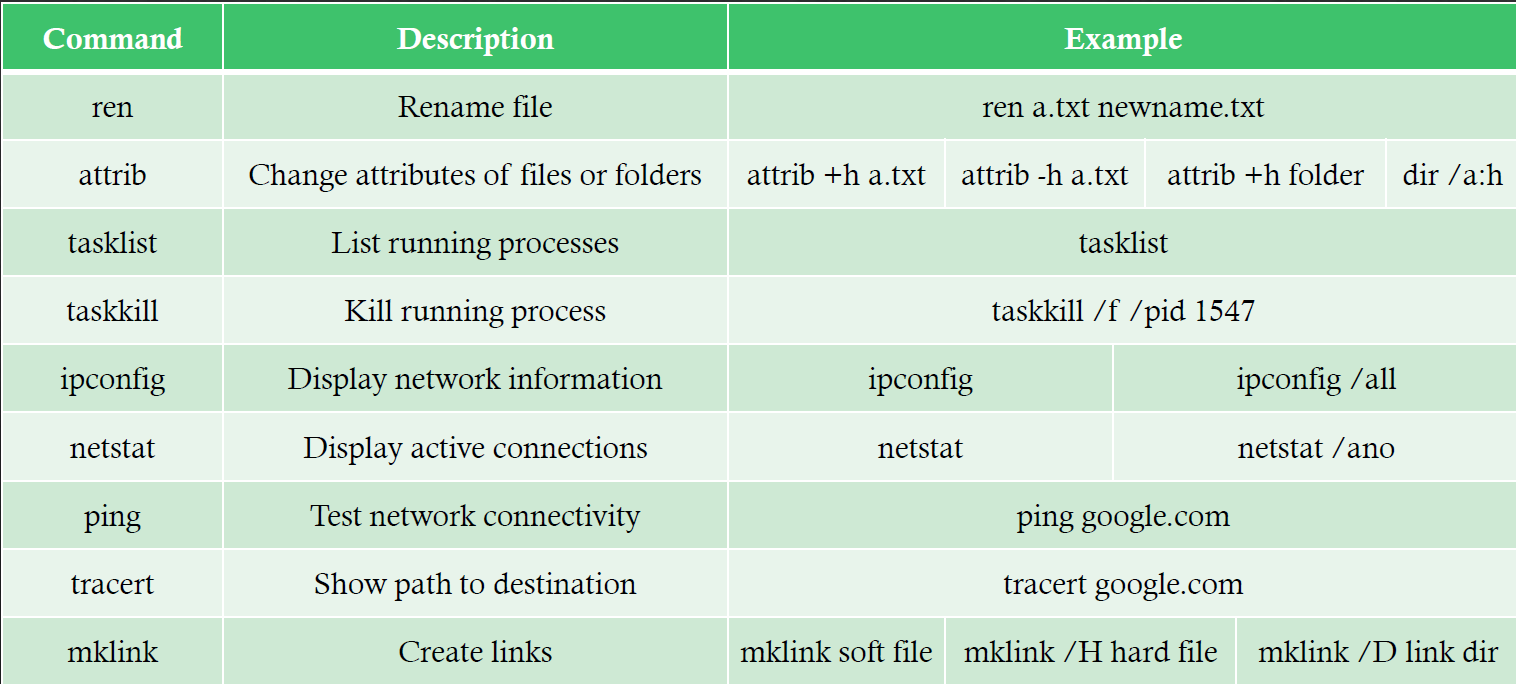 Command Description Example
ren Rename file ren a.txt newname.txt
attrib Change attributes of files or folders attrib +h a.txt attrib -h a.txt attrib +h folder dir /a:h
tasklist List running processes tasklist
taskkill Kill running process taskkill /f /pid 1547
ipconfig Display network information ipconfig ipconfig /all
netstat Display active connections netstat netstat /ano
ping Test network connectivity ping google.com
tracert Show path to destination tracert google.com
mklink Create links mklink soft file mklink /H hard file mklink /D link dir